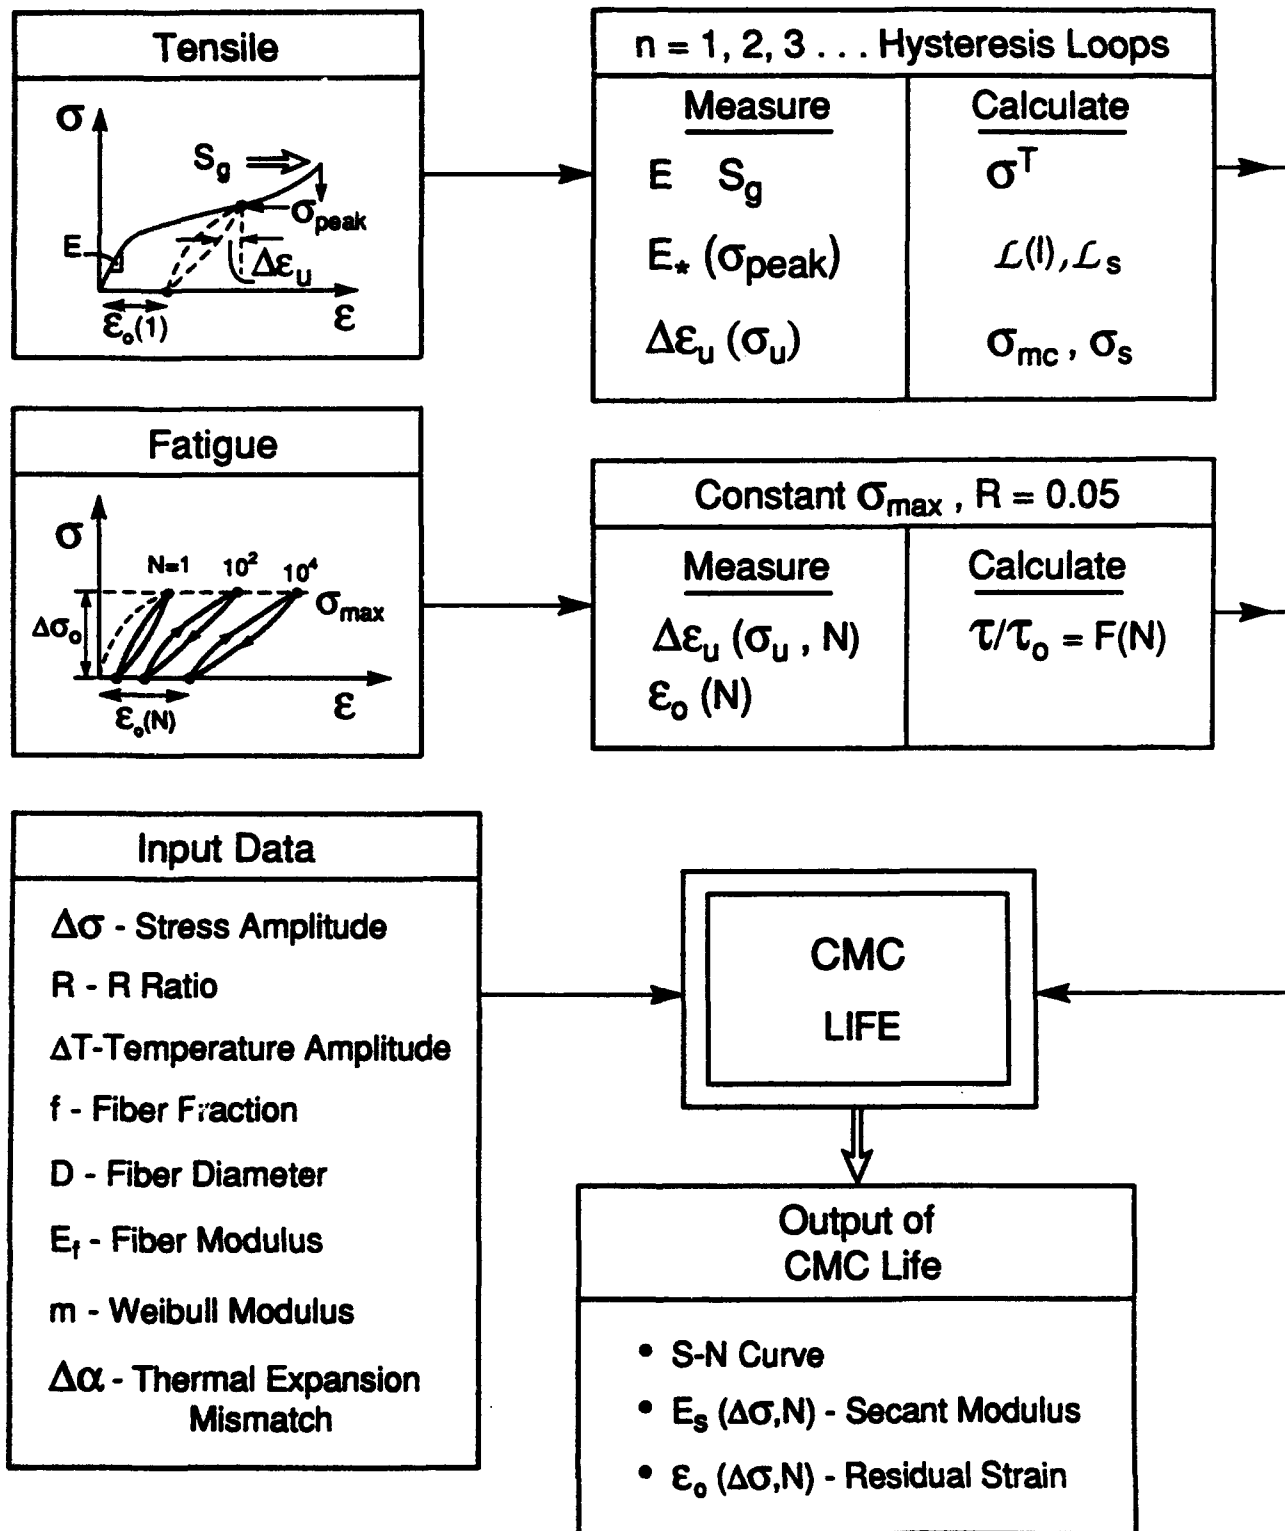 Tensile
σ
S_g
σ_peak
E
Δε_u
ε_o(1)
ε
n = 1, 2, 3 . . . Hysteresis Loops
Measure
Calculate
E S_g
σ^T
E_* (σ_peak)
ℒ(l), ℒ_s
Δε_u (σ_u)
σ_mc , σ_s
Fatigue
σ
N=1
10^2
10^4
σ_max
Δσ_o
ε_o(N)
ε
Constant σ_max , R = 0.05
Measure
Calculate
Δε_u (σ_u , N)
τ/τ_o = F(N)
ε_o (N)
Input Data
Δσ - Stress Amplitude
R - R Ratio
ΔT-Temperature Amplitude
f - Fiber Fraction
D - Fiber Diameter
E_f - Fiber Modulus
m - Weibull Modulus
Δα - Thermal Expansion
Mismatch
CMC
LIFE
Output of
CMC Life
• S-N Curve
• E_s (Δσ,N) - Secant Modulus
• ε_o (Δσ,N) - Residual Strain